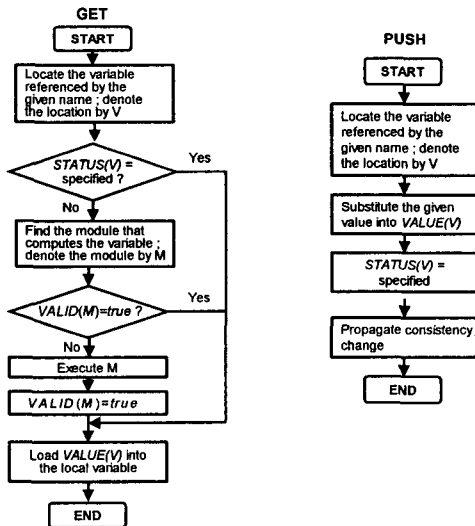 GET
START
Locate the variable
referenced by the
given name ; denote
the location by V
STATUS(V) =
specified ?
Yes
No
Find the module that
computes the variable ;
denote the module by M
VALID(M)=true ?
Yes
No
Execute M
VALID(M)=true
Load VALUE(V) into
the local variable
END
PUSH
START
Locate the variable
referenced by the
given name ; denote
the location by V
Substitute the given
value into VALUE(V)
STATUS(V) =
specified
Propagate consistency
change
END